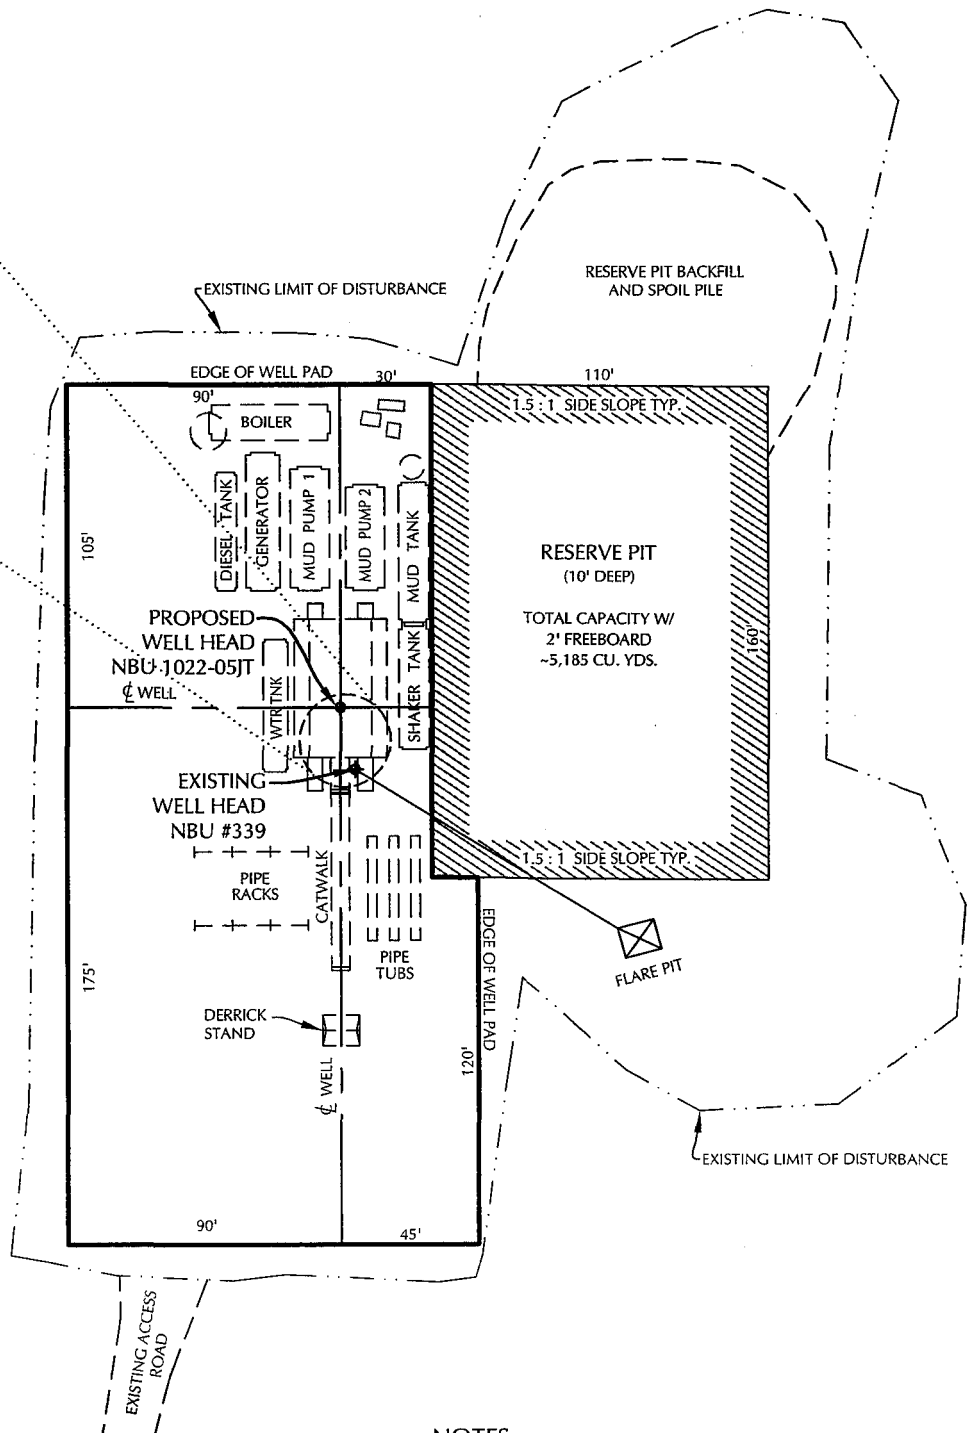 EXISTING LIMIT OF DISTURBANCE
RESERVE PIT BACKFILL
AND SPOIL PILE
EDGE OF WELL PAD
30'
110'
90'
1.5 : 1 SIDE SLOPE TYP.
BOILER
DIESEL TANK
GENERATOR
MUD PUMP 1
MUD PUMP 2
MUD TANK
105'
RESERVE PIT
(10' DEEP)
TOTAL CAPACITY W/
2' FREEBOARD
~5,185 CU. YDS.
160'
PROPOSED
WELL HEAD
NBU 1022-05JT
℄ WELL
WTR TNK
SHAKER TANK
EXISTING
WELL HEAD
NBU #339
1.5 : 1 SIDE SLOPE TYP.
PIPE
RACKS
CATWALK
PIPE
TUBS
EDGE OF WELL PAD
FLARE PIT
175'
DERRICK
STAND
120'
℄ WELL
EXISTING LIMIT OF DISTURBANCE
90'
45'
EXISTING ACCESS
ROAD